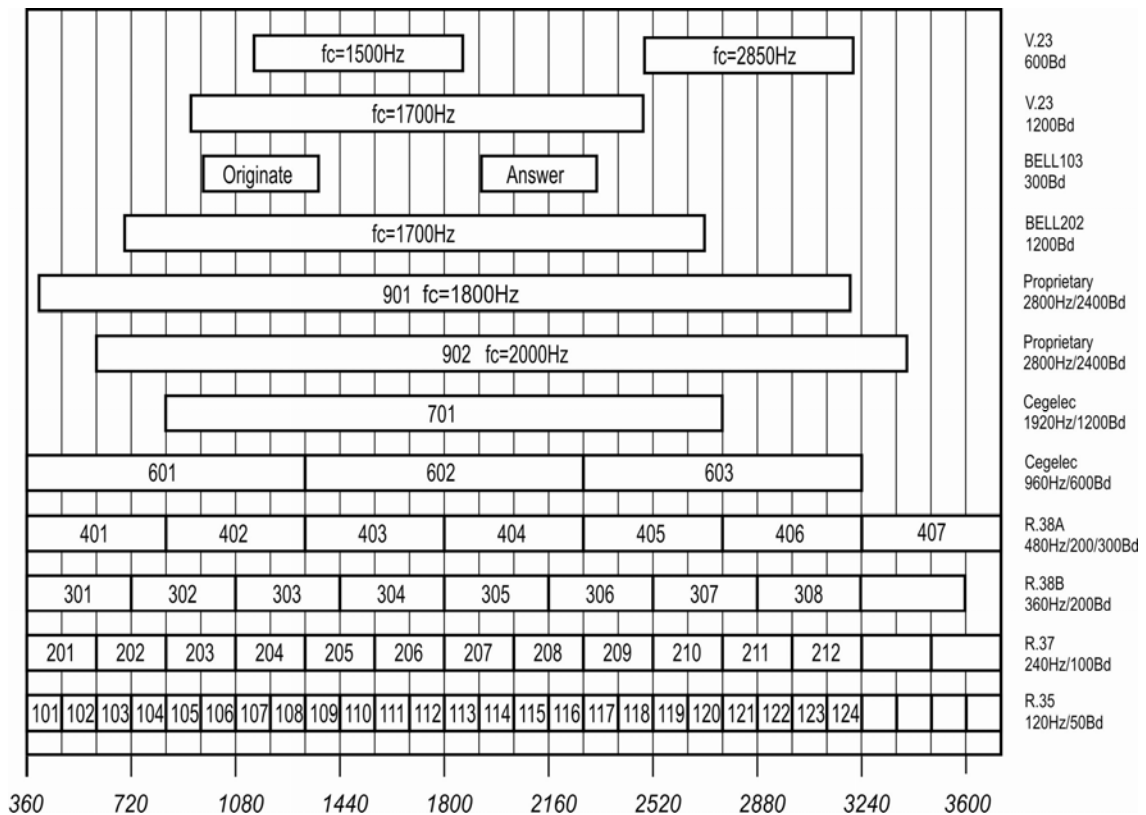 fc=1500Hz fc=2850Hz V.23
600Bd
fc=1700Hz V.23
1200Bd
Originate Answer BELL103
300Bd
fc=1700Hz BELL202
1200Bd
901 fc=1800Hz Proprietary
2800Hz/2400Bd
902 fc=2000Hz Proprietary
2800Hz/2400Bd
701 Cegelec
1920Hz/1200Bd
601 602 603 Cegelec
960Hz/600Bd
401 402 403 404 405 406 407 R.38A
480Hz/200/300Bd
301 302 303 304 305 306 307 308 R.38B
360Hz/200Bd
201 202 203 204 205 206 207 208 209 210 211 212 R.37
240Hz/100Bd
101 102 103 104 105 106 107 108 109 110 111 112 113 114 115 116 117 118 119 120 121 122 123 124 R.35
120Hz/50Bd
360 720 1080 1440 1800 2160 2520 2880 3240 3600